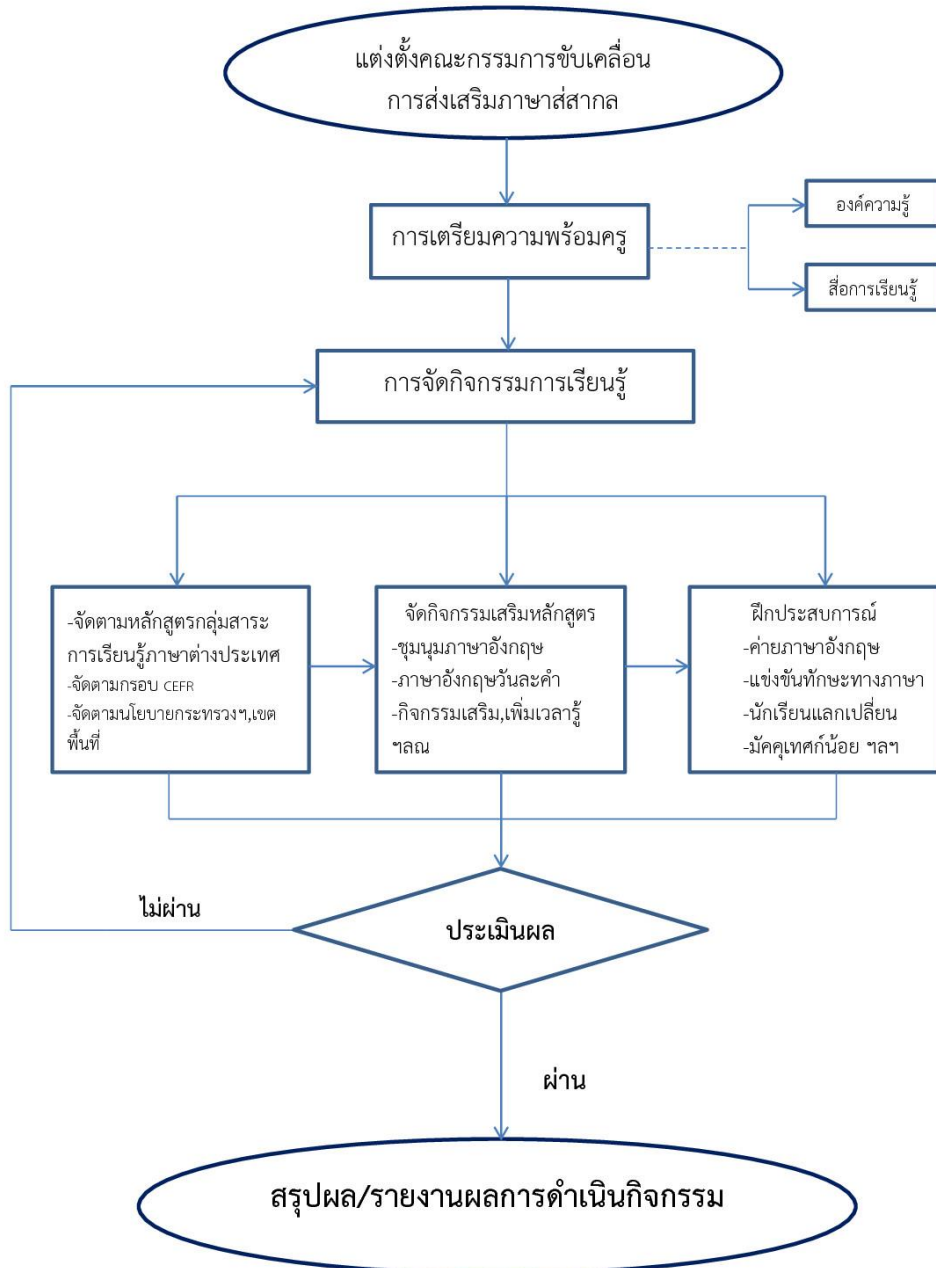 แต่งตั้งคณะกรรมการขับเคลื่อน
การส่งเสริมภาษาส่สากล
การเตรียมความพร้อมครู
องค์ความรู้
สื่อการเรียนรู้
การจัดกิจกรรมการเรียนรู้
-จัดตามหลักสูตรกลุ่มสาระ
การเรียนรู้ภาษาต่างประเทศ
-จัดตามกรอบ CEFR
-จัดตามนโยบายกระทรวงฯ,เขต
พื้นที่
จัดกิจกรรมเสริมหลักสูตร
-ชุมนุมภาษาอังกฤษ
-ภาษาอังกฤษวันละคำ
-กิจกรรมเสริม,เพิ่มเวลารู้
ฯลณ
ฝึกประสบการณ์
-ค่ายภาษาอังกฤษ
-แข่งขันทักษะทางภาษา
-นักเรียนแลกเปลี่ยน
-มัคคุเทศก์น้อย ฯลฯ
ไม่ผ่าน
ประเมินผล
ผ่าน
สรุปผล/รายงานผลการดำเนินกิจกรรม